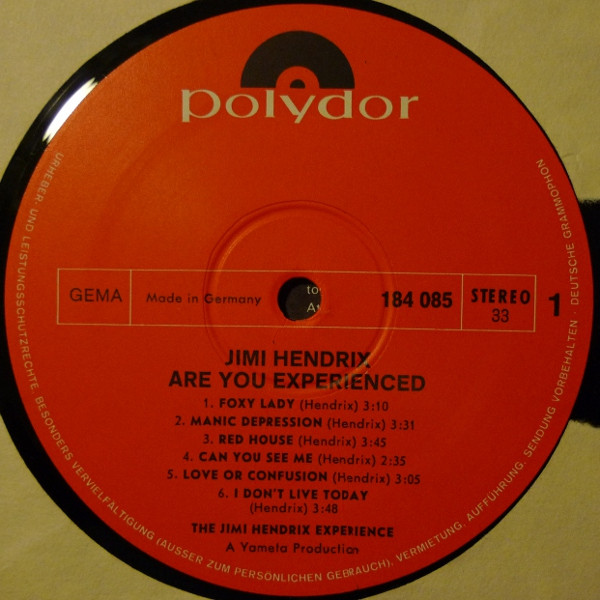 polydor
GEMA
Made in Germany
184 085
STEREO
33
1
JIMI HENDRIX
ARE YOU EXPERIENCED
1. FOXY LADY (Hendrix) 3:10
2. MANIC DEPRESSION (Hendrix) 3:31
3. RED HOUSE (Hendrix) 3:45
4. CAN YOU SEE ME (Hendrix) 2:35
5. LOVE OR CONFUSION (Hendrix) 3:05
6. I DON'T LIVE TODAY
(Hendrix) 3:48
THE JIMI HENDRIX EXPERIENCE
A Yameta Production
URHEBER- UND LEISTUNGSSCHUTZRECHTE, BESONDERS VERVIELFÄLTIGUNG (AUSSER ZUM PERSÖNLICHEN GEBRAUCH), VERMIETUNG, AUFFÜHRUNG, SENDUNG VORBEHALTEN · DEUTSCHE GRAMMOPHON